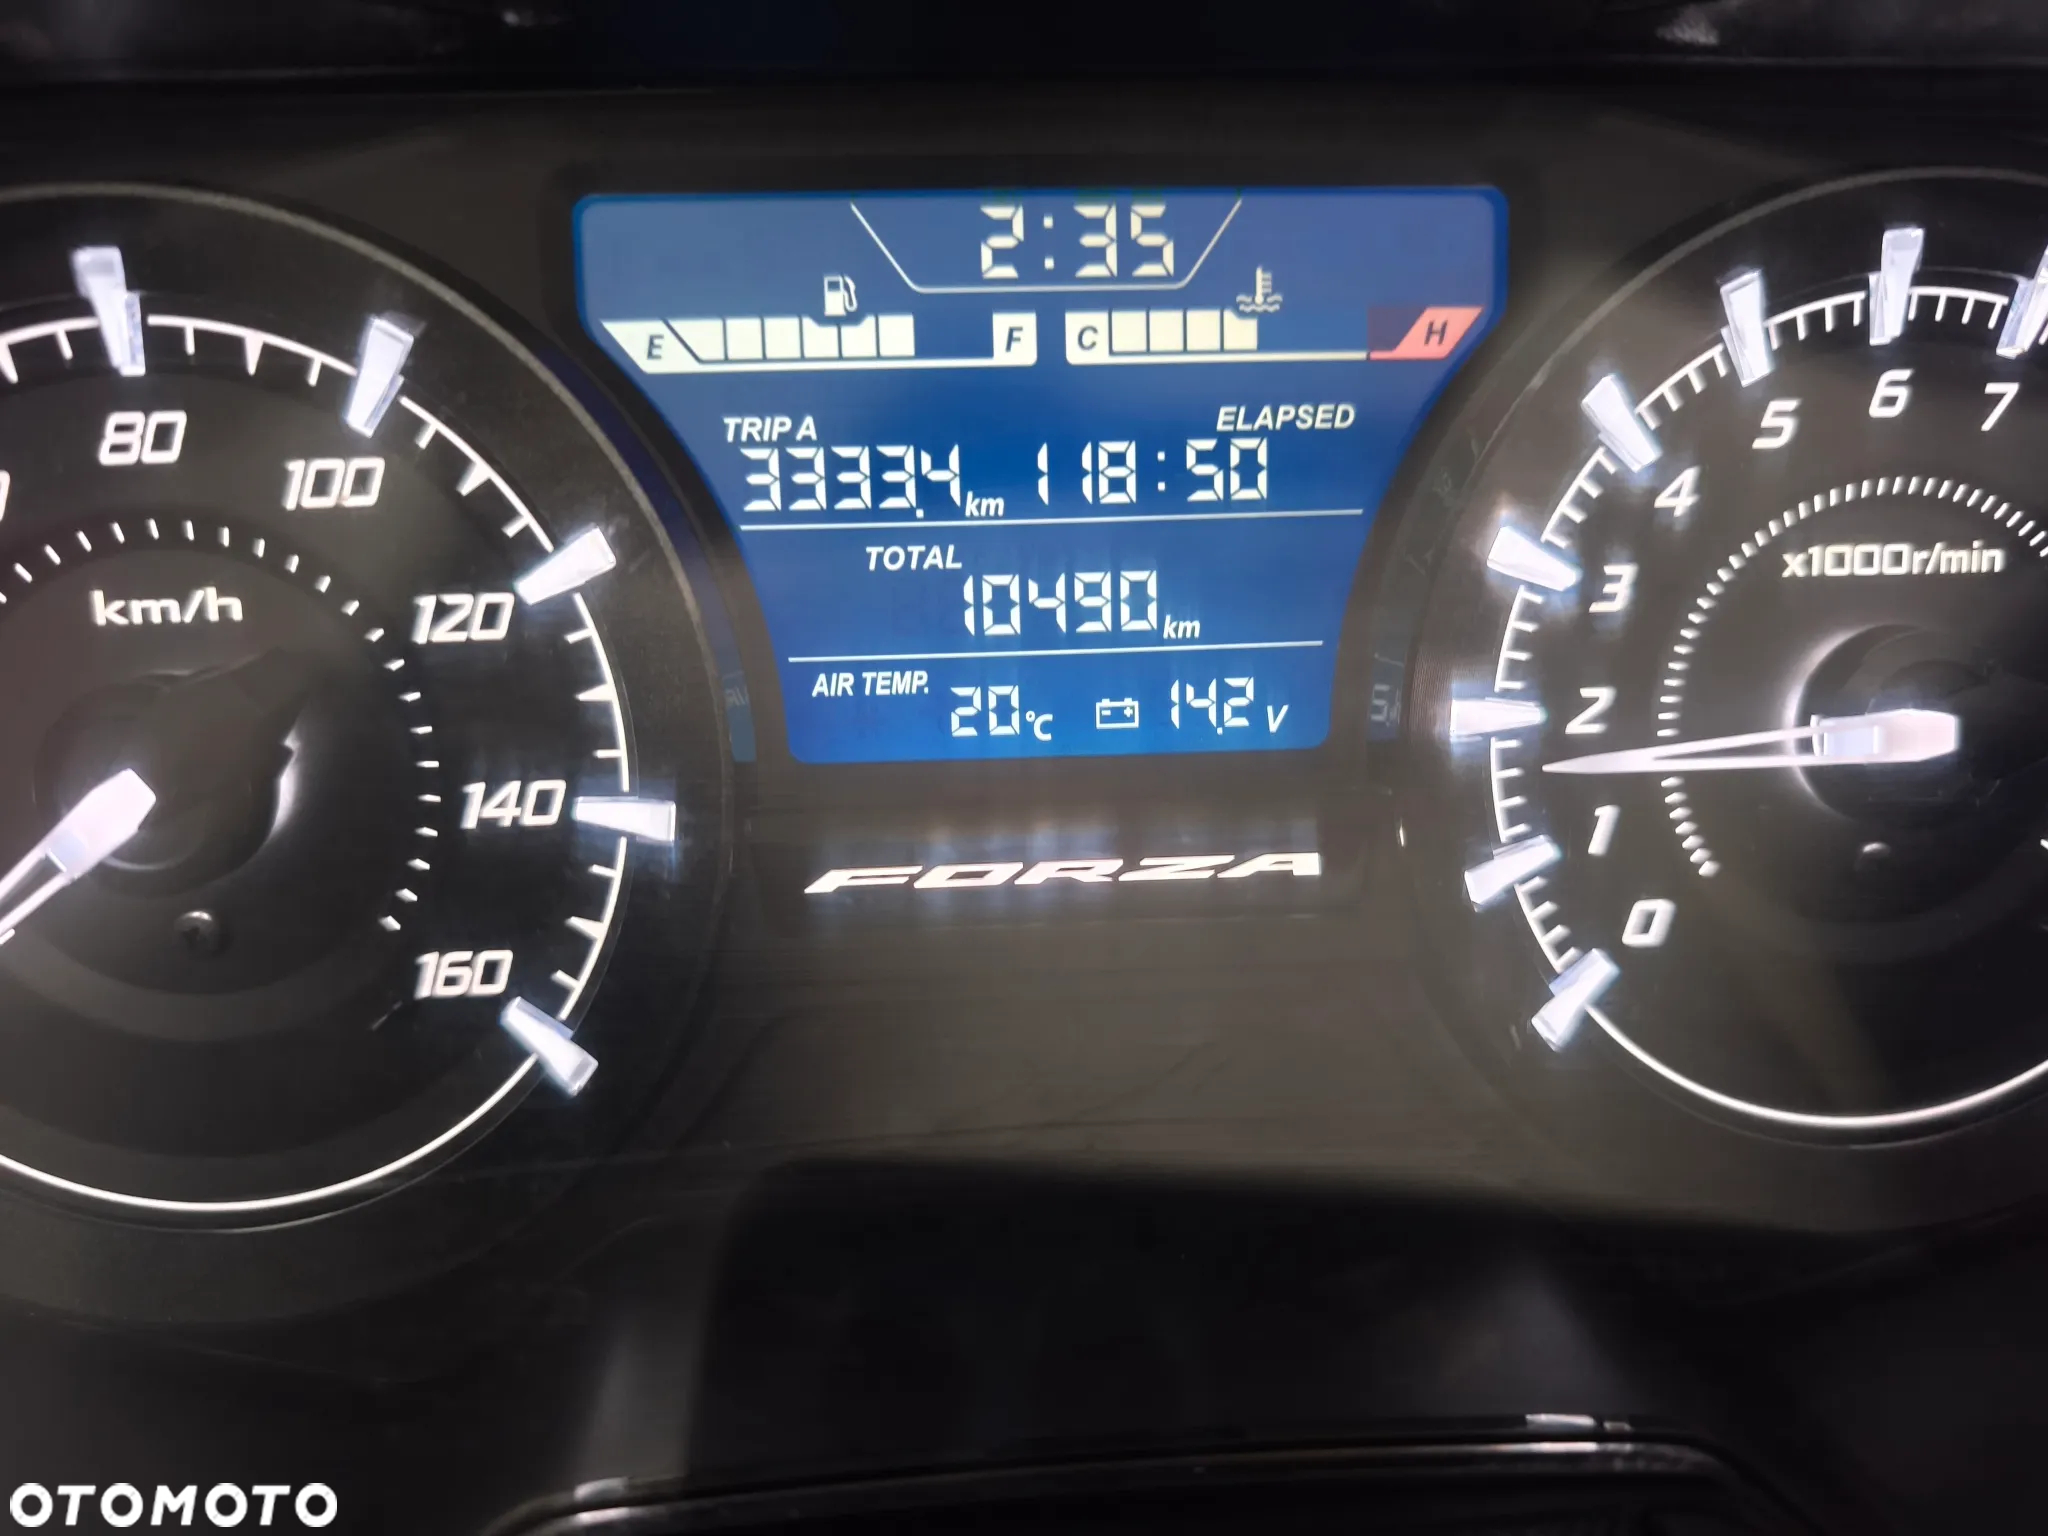 2:35
E F C H
TRIP A ELAPSED
3333.4 km 118:50
TOTAL
10490 km
AIR TEMP. 20°C 14.2 V
FORZA
80
100
120
140
160
km/h
0
1
2
3
4
5
6
7
x1000r/min
OTOMOTO